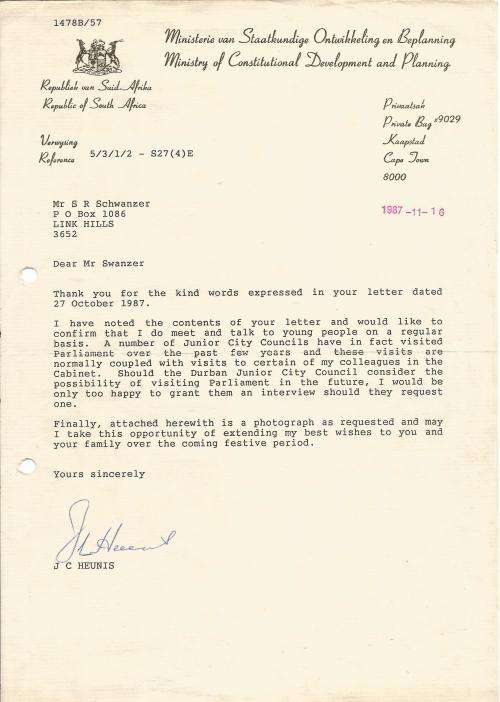 1478B/57
Ministerie van Staatkundige Ontwikkeling en Beplanning
Ministry of Constitutional Development and Planning
Republiek van Suid-Afrika
Republic of South Africa
Privaatsak
Private Bag X9029
Kaapstad
Cape Town
8000
Verwysing
Reference 5/3/1/2 - S27(4)E
1987 -11- 16
Mr S R Schwanzer
P O Box 1086
LINK HILLS
3652
Dear Mr Swanzer
Thank you for the kind words expressed in your letter dated
27 October 1987.
I have noted the contents of your letter and would like to
confirm that I do meet and talk to young people on a regular
basis. A number of Junior City Councils have in fact visited
Parliament over the past few years and these visits are
normally coupled with visits to certain of my colleagues in the
Cabinet. Should the Durban Junior City Council consider the
possibility of visiting Parliament in the future, I would be
only too happy to grant them an interview should they request
one.
Finally, attached herewith is a photograph as requested and may
I take this opportunity of extending my best wishes to you and
your family over the coming festive period.
Yours sincerely
J C Heunis
J C HEUNIS